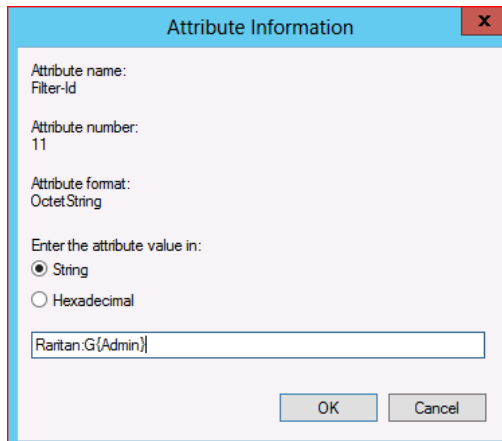 Attribute Information
x
Attribute name:
Filter-Id
Attribute number:
11
Attribute format:
OctetString
Enter the attribute value in:
String
Hexadecimal
Raritan:G{Admin}
OK
Cancel